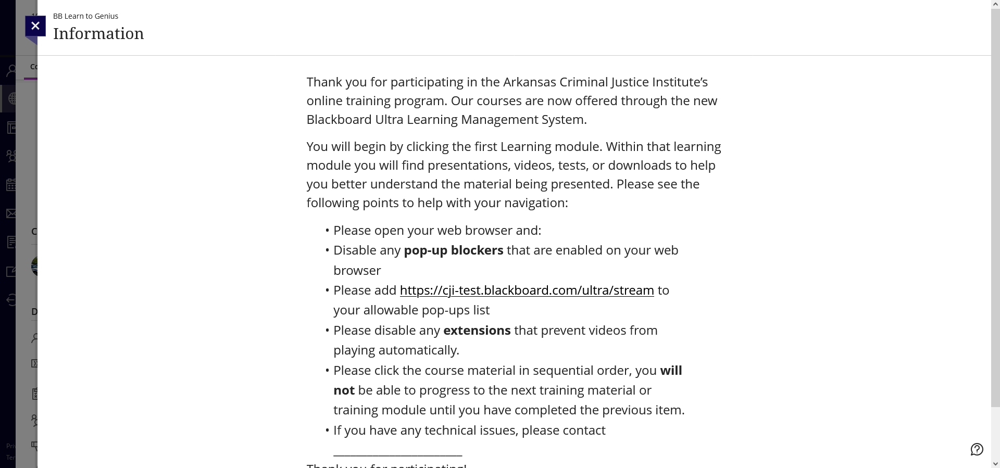 BB Learn to Genius
Information
Thank you for participating in the Arkansas Criminal Justice Institute’s
online training program. Our courses are now offered through the new
Blackboard Ultra Learning Management System.
You will begin by clicking the first Learning module. Within that learning
module you will find presentations, videos, tests, or downloads to help
you better understand the material being presented. Please see the
following points to help with your navigation:
• Please open your web browser and:
• Disable any pop-up blockers that are enabled on your web
browser
• Please add https://cji-test.blackboard.com/ultra/stream to
your allowable pop-ups list
• Please disable any extensions that prevent videos from
playing automatically.
• Please click the course material in sequential order, you will
not be able to progress to the next training material or
training module until you have completed the previous item.
• If you have any technical issues, please contact
____________________
Thank you for participating!